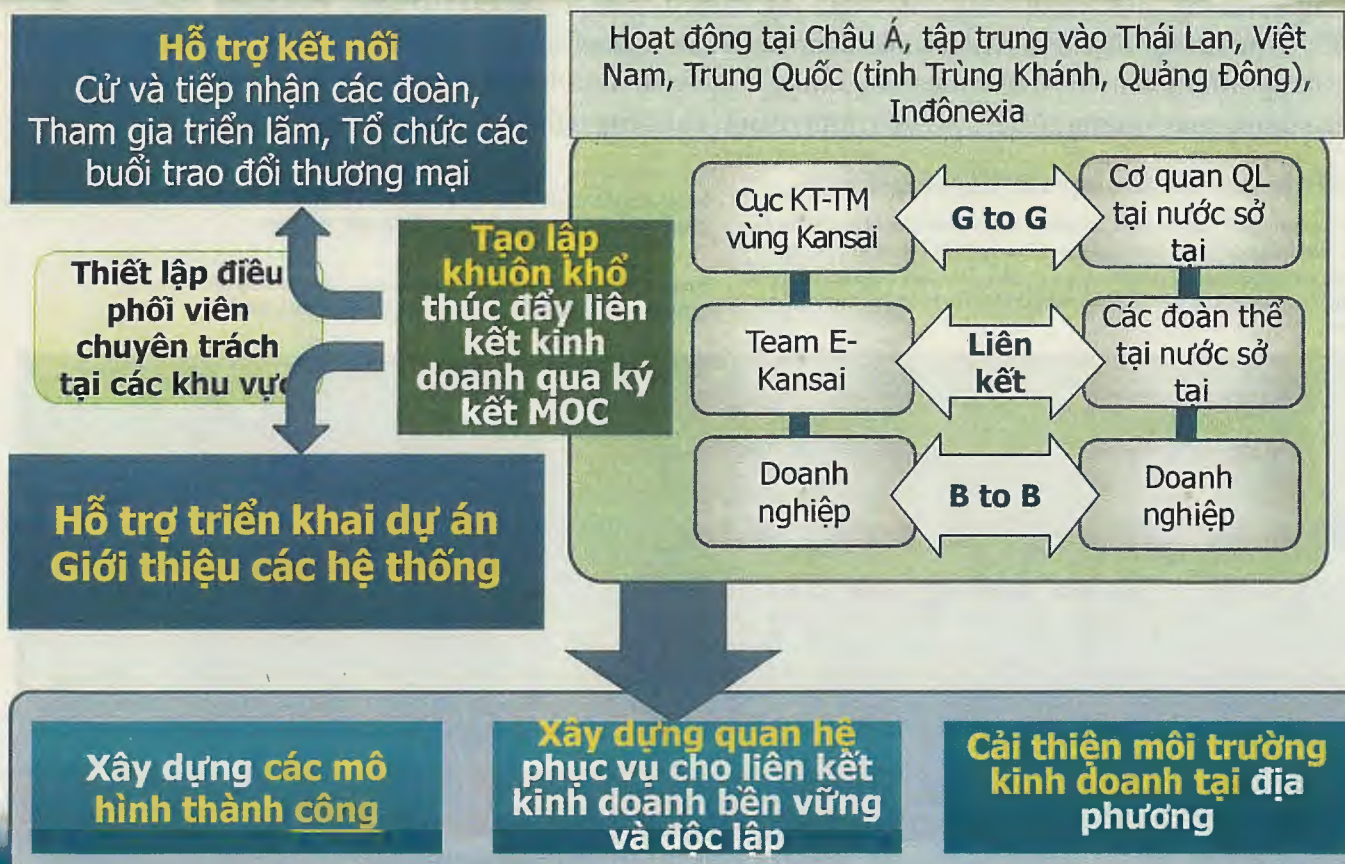 Hỗ trợ kết nối
Cử và tiếp nhận các đoàn,
Tham gia triển lãm, Tổ chức các
buổi trao đổi thương mại
Hoạt động tại Châu Á, tập trung vào Thái Lan, Việt
Nam, Trung Quốc (tỉnh Trùng Khánh, Quảng Đông),
Inđônexia
Thiết lập điều
phối viên
chuyên trách
tại các khu vực
Tạo lập
khuôn khổ
thúc đẩy liên
kết kinh
doanh qua ký
kết MOC
Cục KT-TM
vùng Kansai
G to G
Cơ quan QL
tại nước sở
tại
Team E-
Kansai
Liên
kết
Các đoàn thể
tại nước sở
tại
Doanh
nghiệp
B to B
Doanh
nghiệp
Hỗ trợ triển khai dự án
Giới thiệu các hệ thống
Xây dựng các mô
hình thành công
Xây dựng quan hệ
phục vụ cho liên kết
kinh doanh bền vững
và độc lập
Cải thiện môi trường
kinh doanh tại địa
phương